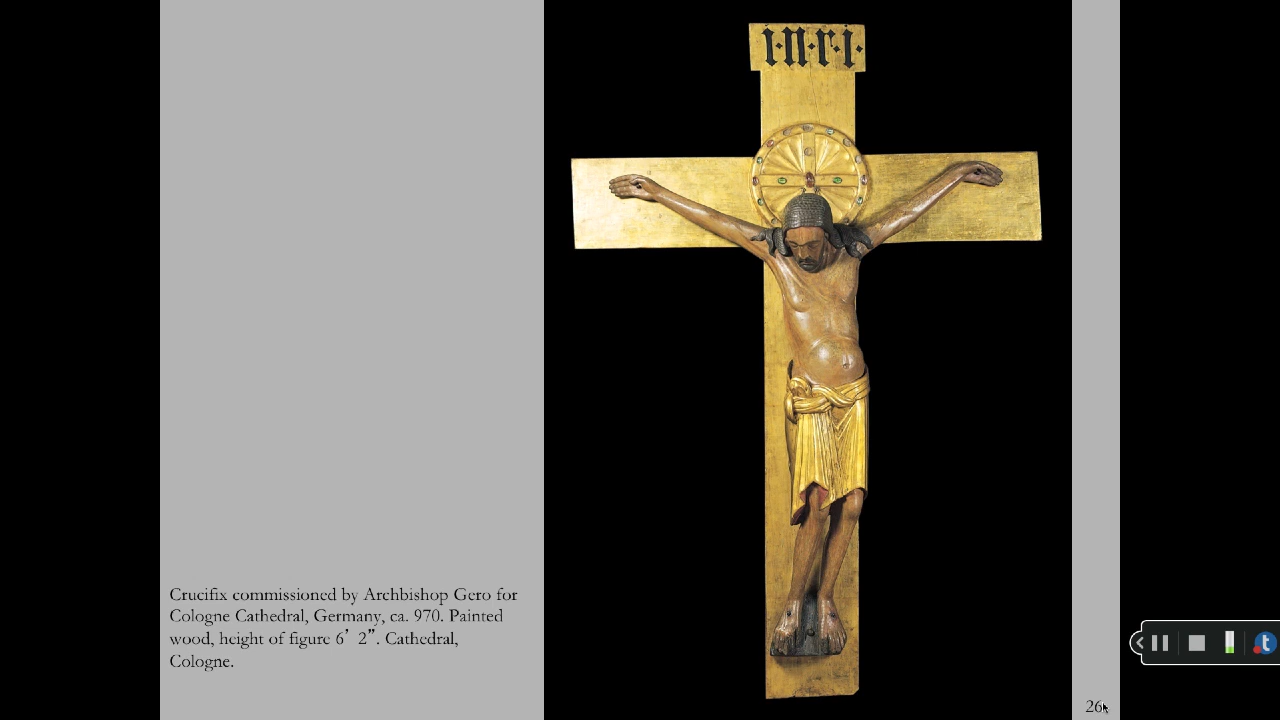 i·n·r·i·
Crucifix commissioned by Archbishop Gero for
Cologne Cathedral, Germany, ca. 970. Painted
wood, height of figure 6’ 2”. Cathedral,
Cologne.
26
t